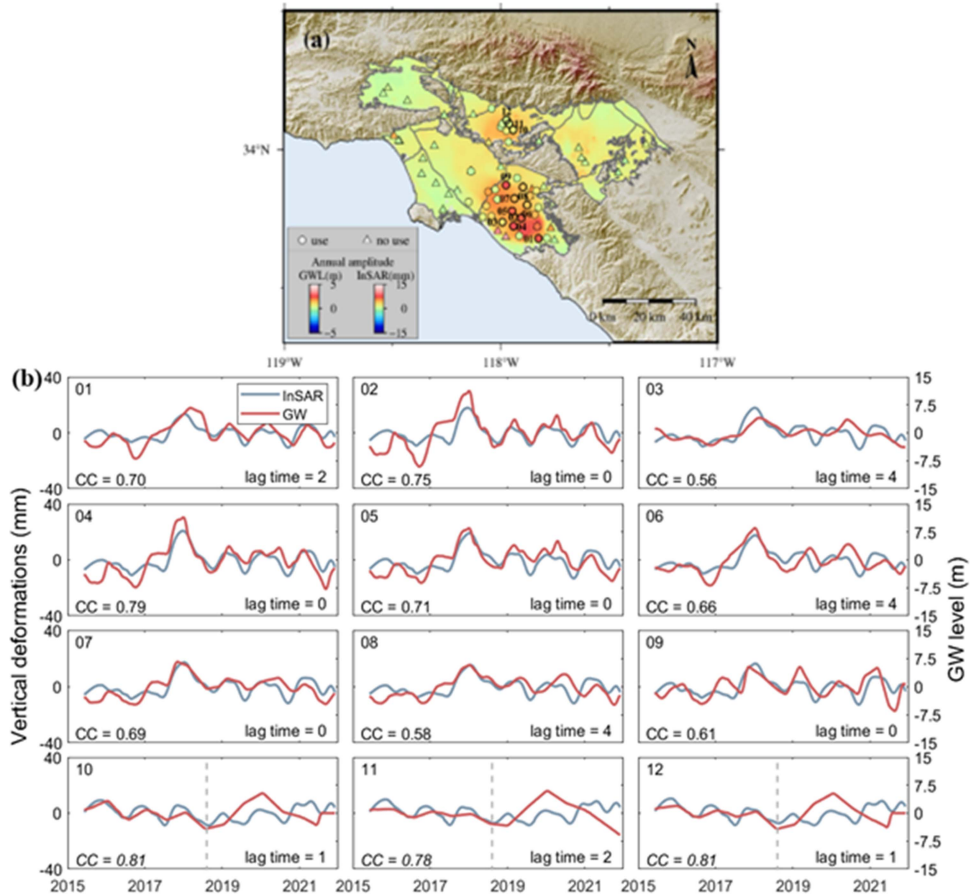 (a)
N
34°N
use no use
Annual amplitude
GWL(m) InSAR(mm)
5 15
0 0
-5 -15
0 km 20 km 40 km
119°W 118°W 117°W
(b)
40 01 InSAR GW 02 03 15
7.5
0 0
-7.5
-40 CC = 0.70 lag time = 2 CC = 0.75 lag time = 0 CC = 0.56 lag time = 4 -15
40 04 05 06 15
7.5
0 0
-7.5
-40 CC = 0.79 lag time = 0 CC = 0.71 lag time = 0 CC = 0.66 lag time = 4 -15
Vertical deformations (mm)
GW level (m)
40 07 08 09 15
7.5
0 0
-7.5
-40 CC = 0.69 lag time = 0 CC = 0.58 lag time = 4 CC = 0.61 lag time = 0 -15
40 10 11 12 15
7.5
0 0
-7.5
-40 CC = 0.81 lag time = 1 CC = 0.78 lag time = 2 CC = 0.81 lag time = 1 -15
2015 2017 2019 2021 2015 2017 2019 2021 2015 2017 2019 2021